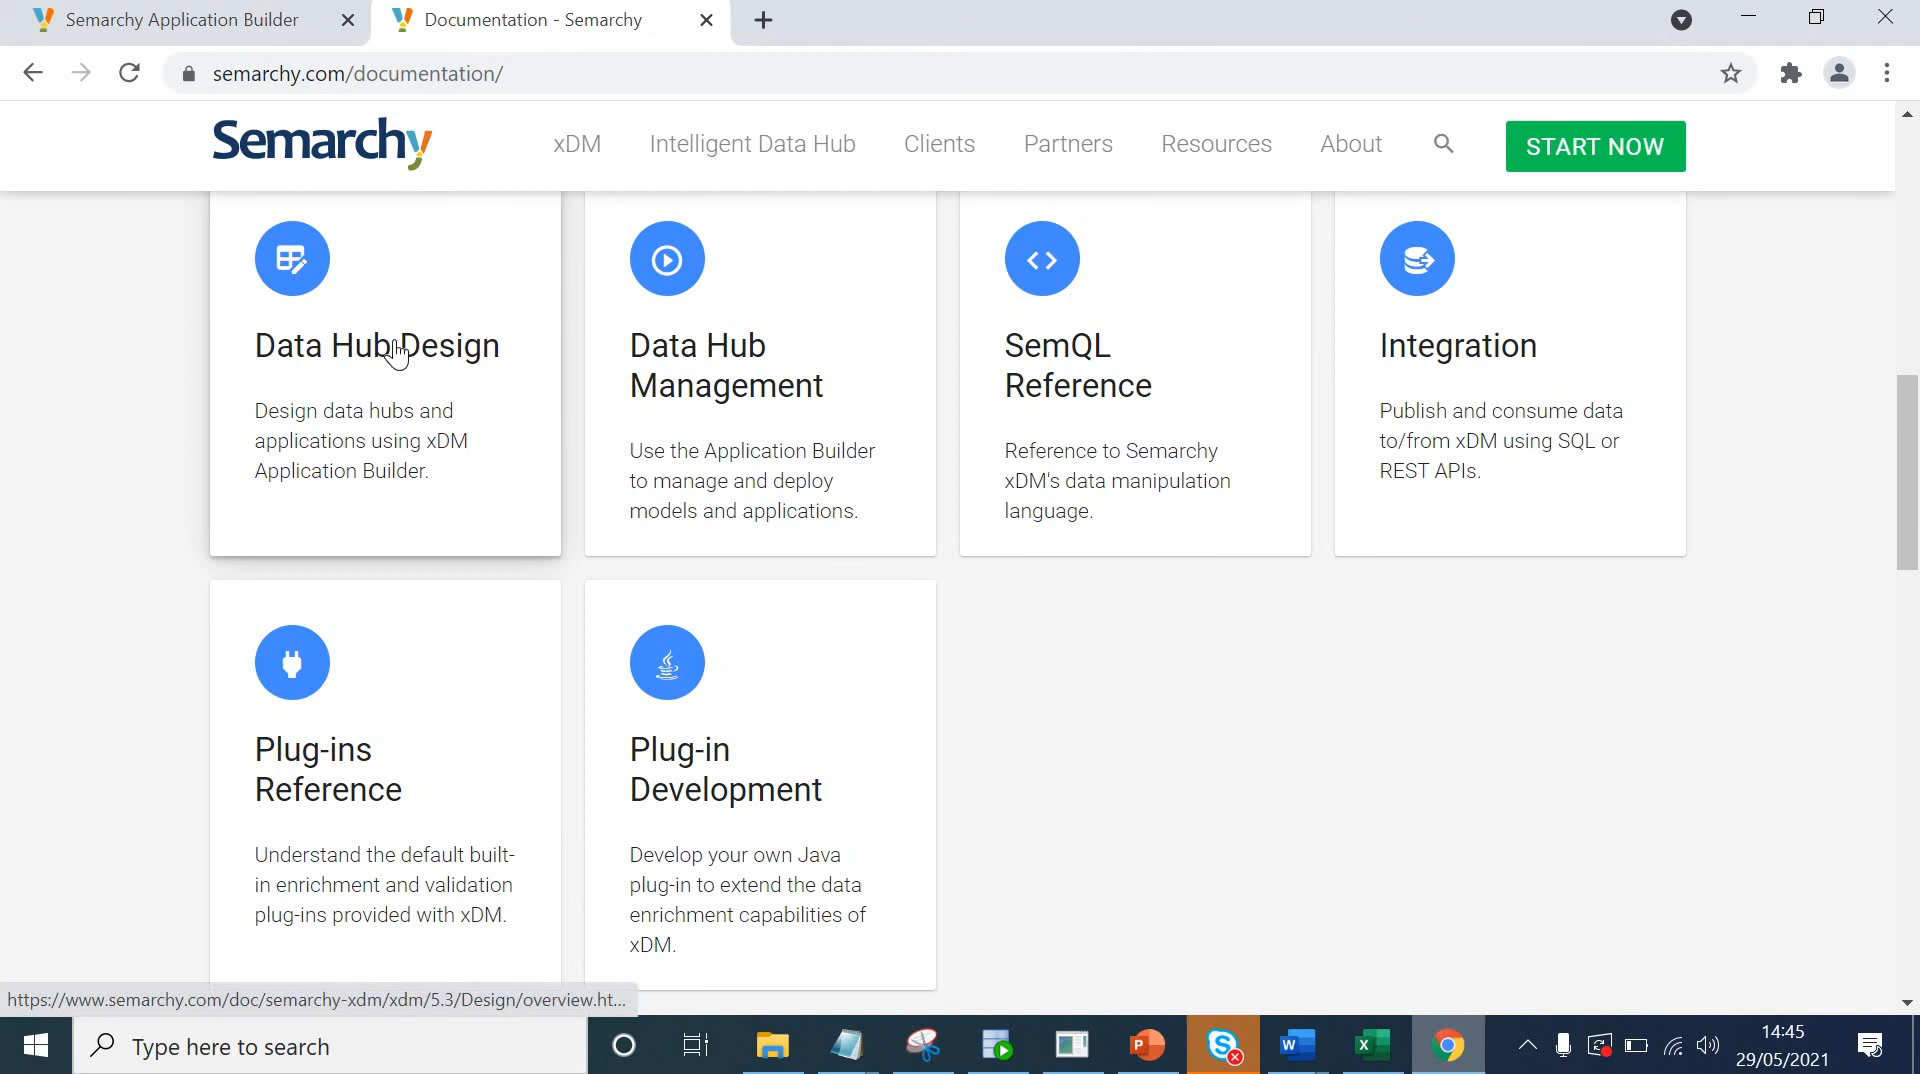 Semarchy Application Builder
Documentation - Semarchy
semarchy.com/documentation/
Semarchy
xDM
Intelligent Data Hub
Clients
Partners
Resources
About
START NOW
Data Hub Design
Design data hubs and
applications using xDM
Application Builder.
Data Hub
Management
Use the Application Builder
to manage and deploy
models and applications.
SemQL
Reference
Reference to Semarchy
xDM's data manipulation
language.
Integration
Publish and consume data
to/from xDM using SQL or
REST APIs.
Plug-ins
Reference
Understand the default built-
in enrichment and validation
plug-ins provided with xDM.
Plug-in
Development
Develop your own Java
plug-in to extend the data
enrichment capabilities of
xDM.
https://www.semarchy.com/doc/semarchy-xdm/xdm/5.3/Design/overview.ht...
Type here to search
14:45
29/05/2021